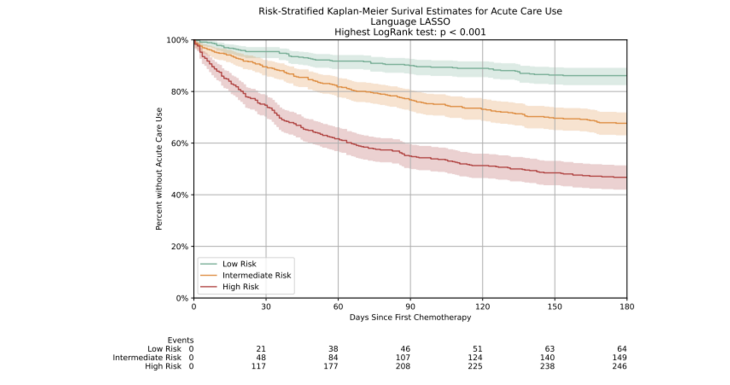 Risk-Stratified Kaplan-Meier Surival Estimates for Acute Care Use
Language LASSO
Highest LogRank test: p < 0.001
100%
80%
60%
40%
20%
0%
Percent without Acute Care Use
Low Risk
Intermediate Risk
High Risk
0 30 60 90 120 150 180
Days Since First Chemotherapy
Events
Low Risk 0 21 38 46 51 63 64
Intermediate Risk 0 48 84 107 124 140 149
High Risk 0 117 177 208 225 238 246